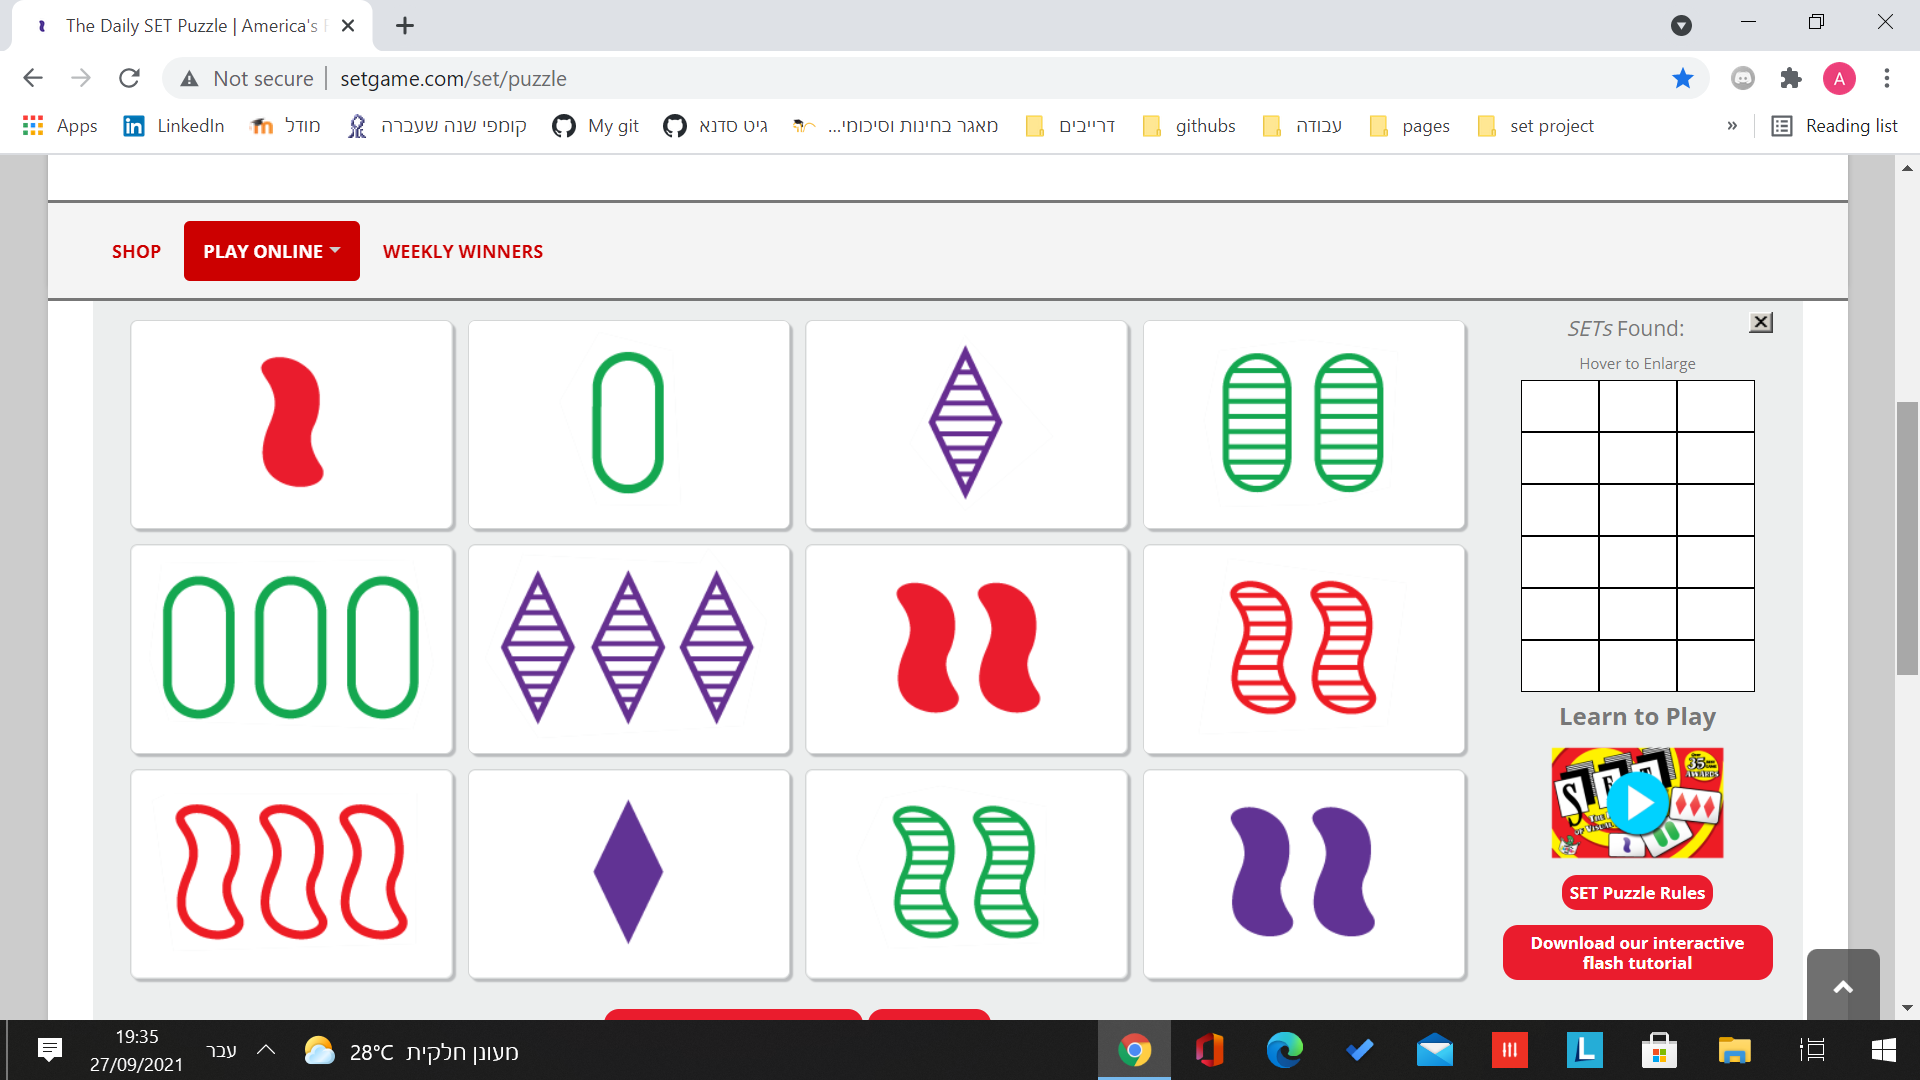 The Daily SET Puzzle | America's
Not secure
setgame.com/set/puzzle
A
Apps
LinkedIn
מודל
קומפי שנה שעברה
My git
גיט סדנא
מאגר בחינות וסיכומי...
דרייבים
githubs
עבודה
pages
set project
»
Reading list
SHOP
PLAY ONLINE
WEEKLY WINNERS
SETs Found:
Hover to Enlarge
Learn to Play
SET
35
AWARDS
SET Puzzle Rules
Download our interactive
flash tutorial
19:35
27/09/2021
עבר
28°C מעונן חלקית
L